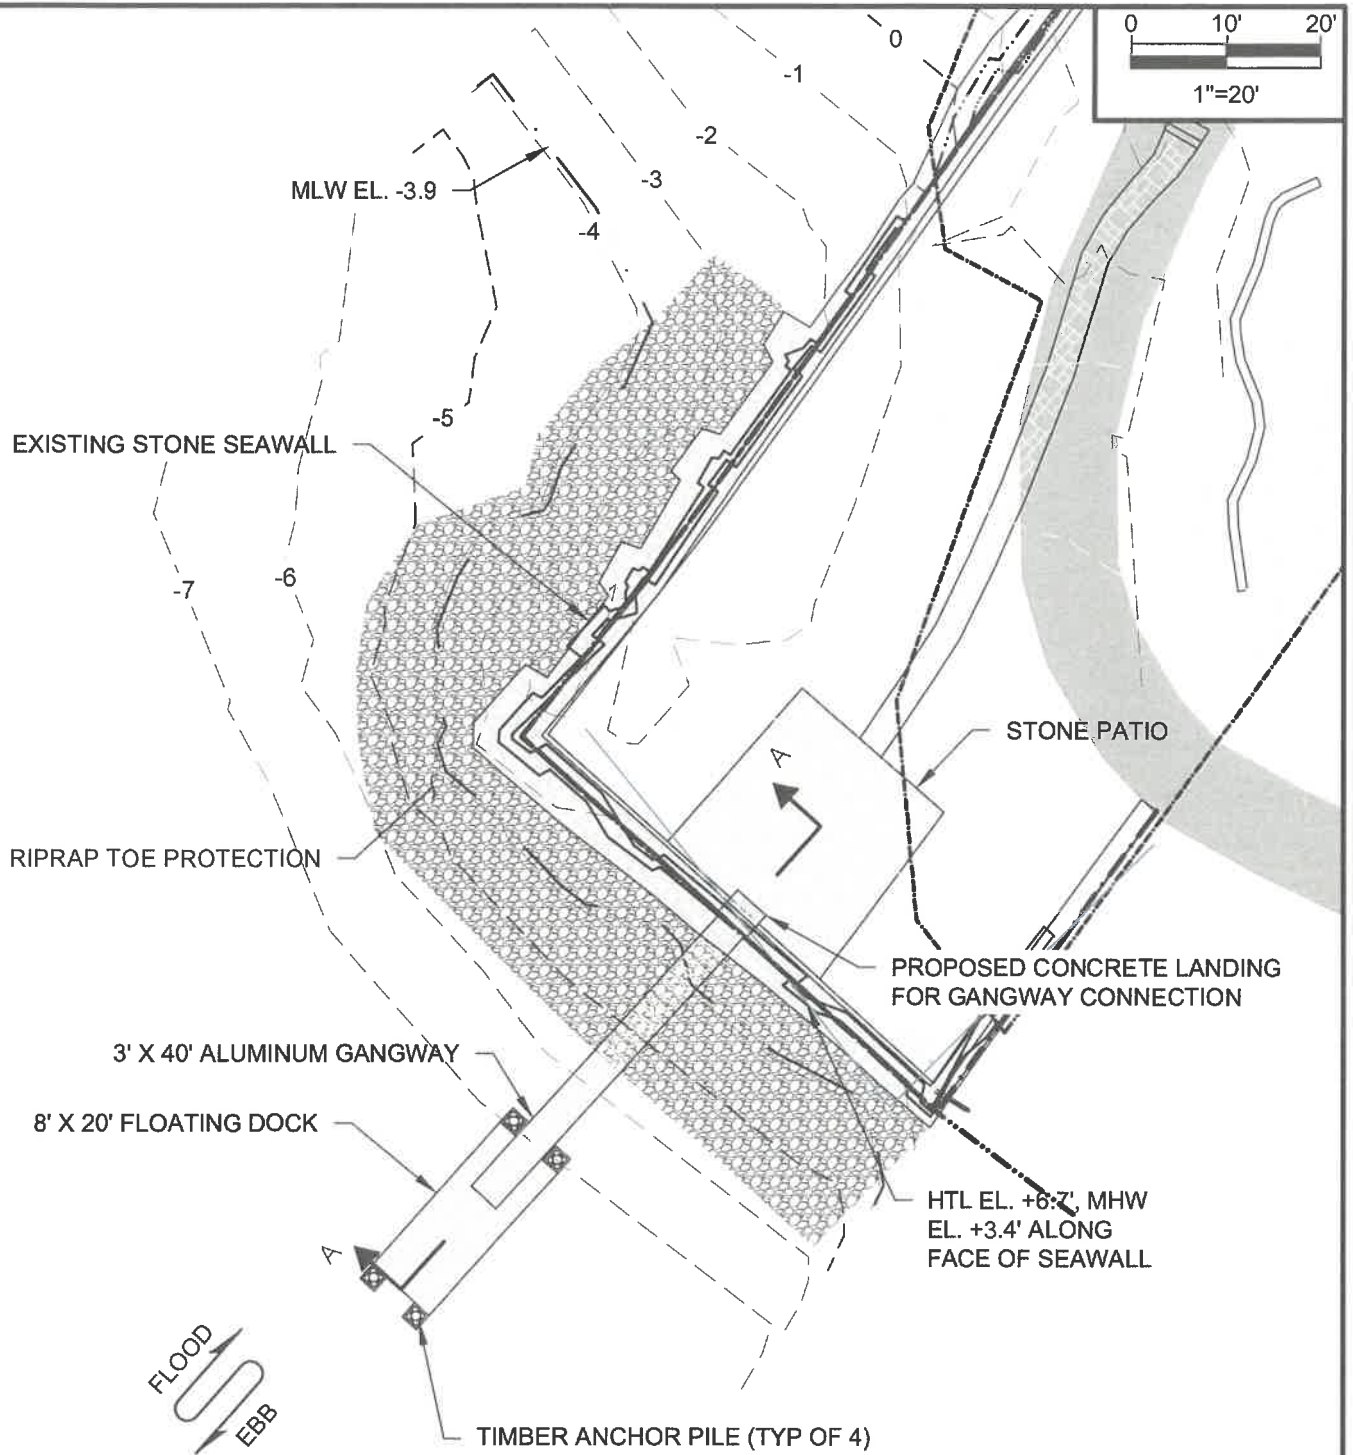 0 10' 20'
1"=20'
0
-1
-2
-3
MLW EL. -3.9
-4
-5
EXISTING STONE SEAWALL
-6
-7
STONE PATIO
A
RIPRAP TOE PROTECTION
PROPOSED CONCRETE LANDING
FOR GANGWAY CONNECTION
3' X 40' ALUMINUM GANGWAY
8' X 20' FLOATING DOCK
HTL EL. +6.7', MHW
EL. +3.4' ALONG
FACE OF SEAWALL
A
FLOOD
EBB
TIMBER ANCHOR PILE (TYP OF 4)